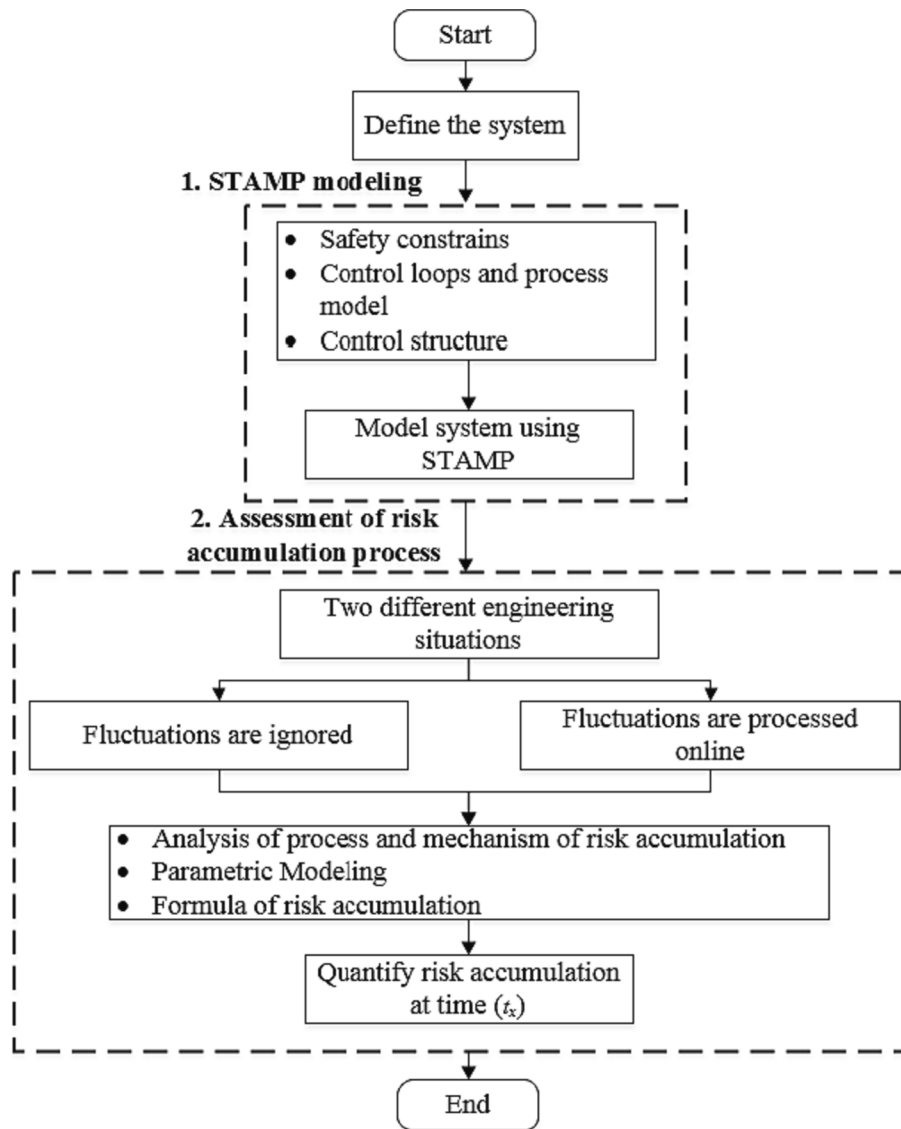 Start
Define the system
1. STAMP modeling
● Safety constrains
● Control loops and process
model
● Control structure
Model system using
STAMP
2. Assessment of risk
accumulation process
Two different engineering
situations
Fluctuations are ignored
Fluctuations are processed
online
● Analysis of process and mechanism of risk accumulation
● Parametric Modeling
● Formula of risk accumulation
Quantify risk accumulation
at time (tx)
End